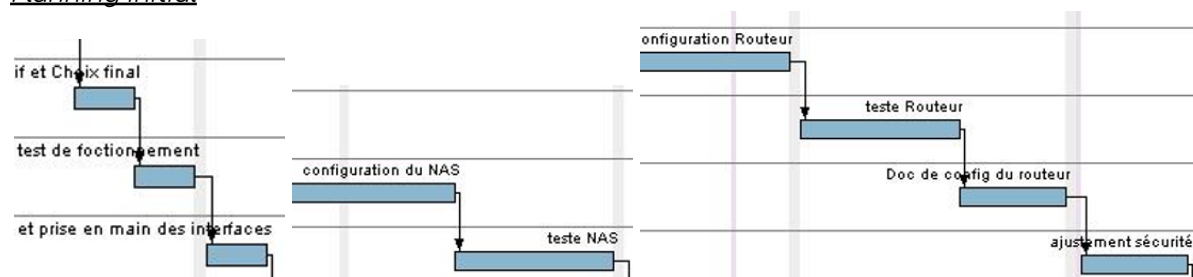 Planning initial
if et Choix final
test de foctionnement
et prise en main des interfaces
configuration du NAS
teste NAS
onfiguration Routeur
teste Routeur
Doc de config du routeur
ajustement sécurité